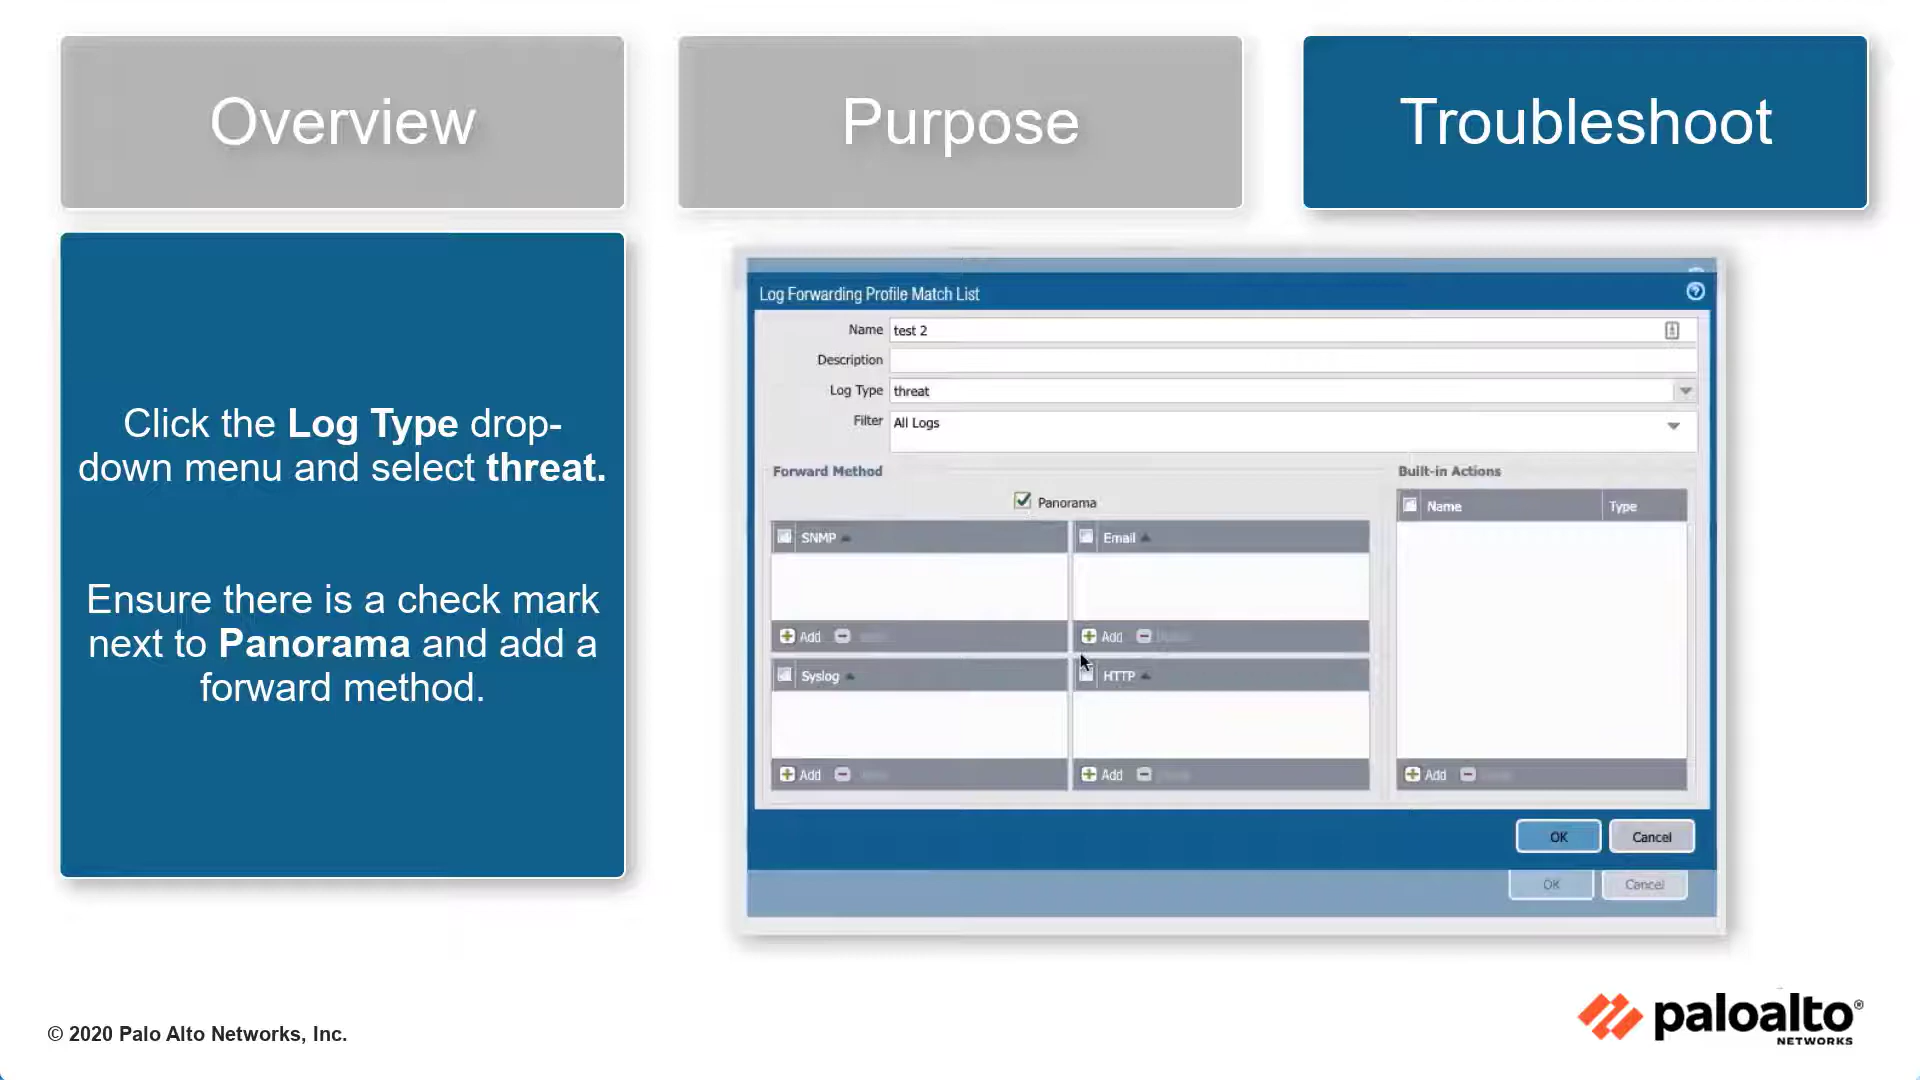 Overview
Purpose
Troubleshoot
Click the Log Type drop-
down menu and select threat.
Ensure there is a check mark
next to Panorama and add a
forward method.
Log Forwarding Profile Match List
Name test 2
Description
Log Type threat
Filter All Logs
Forward Method
Built-in Actions
Panorama
Name Type
SNMP
Email
Add
Add
Syslog
HTTP
Add
Add
Add
OK Cancel
OK Cancel
© 2020 Palo Alto Networks, Inc.
paloalto®
NETWORKS